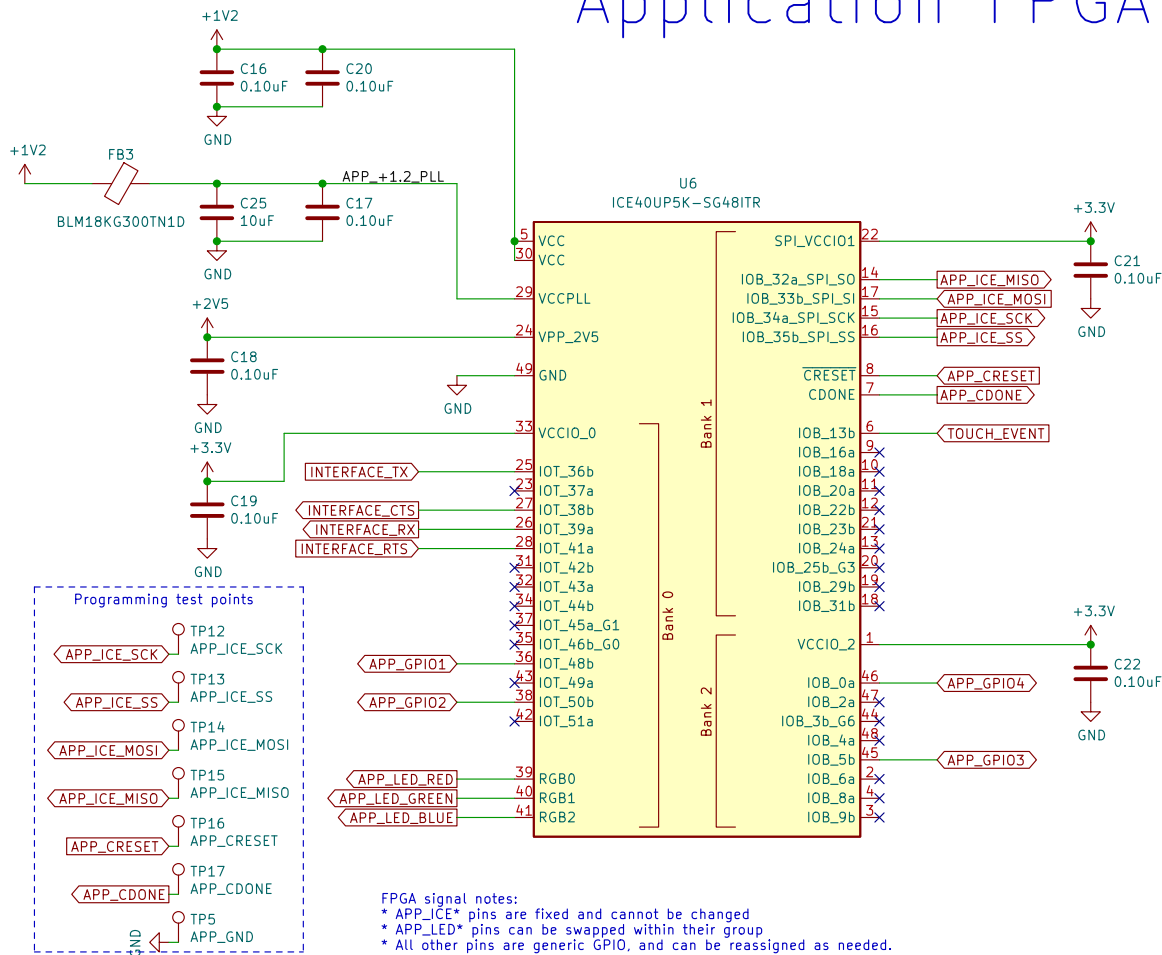 Application FPGA
+1V2
C16
0.10uF
C20
0.10uF
GND
+1V2
FB3
BLM18KG300TN1D
APP_+1.2_PLL
C25
10uF
C17
0.10uF
GND
+2V5
C18
0.10uF
GND
GND
+3.3V
C19
0.10uF
GND
U6
ICE40UP5K-SG48ITR
5 VCC
30 VCC
29 VCCPLL
24 VPP_2V5
49 GND
33 VCCIO_0
INTERFACE_TX 25 IOT_36b
23 IOT_37a
INTERFACE_CTS 27 IOT_38b
INTERFACE_RX 26 IOT_39a
INTERFACE_RTS 28 IOT_41a
31 IOT_42b
32 IOT_43a
34 IOT_44b
37 IOT_45a_G1
35 IOT_46b_G0
APP_GPIO1 36 IOT_48b
43 IOT_49a
APP_GPIO2 38 IOT_50b
42 IOT_51a
APP_LED_RED 39 RGB0
APP_LED_GREEN 40 RGB1
APP_LED_BLUE 41 RGB2
Bank 0
Bank 1
Bank 2
SPI_VCCIO1 22
IOB_32a_SPI_SO 14 APP_ICE_MISO
IOB_33b_SPI_SI 17 APP_ICE_MOSI
IOB_34a_SPI_SCK 15 APP_ICE_SCK
IOB_35b_SPI_SS 16 APP_ICE_SS
CRESET 8 APP_CRESET
CDONE 7 APP_CDONE
IOB_13b 6 TOUCH_EVENT
IOB_16a 9
IOB_18a 10
IOB_20a 11
IOB_22b 12
IOB_23b 21
IOB_24a 13
IOB_25b_G3 20
IOB_29b 19
IOB_31b 18
VCCIO_2 1
IOB_0a 46 APP_GPIO4
IOB_2a 47
IOB_3b_G6 44
IOB_4a 48
IOB_5b 45 APP_GPIO3
IOB_6a 2
IOB_8a 4
IOB_9b 3
+3.3V
C21
0.10uF
GND
+3.3V
C22
0.10uF
GND
Programming test points
TP12
APP_ICE_SCK APP_ICE_SCK
TP13
APP_ICE_SS APP_ICE_SS
TP14
APP_ICE_MOSI APP_ICE_MOSI
TP15
APP_ICE_MISO APP_ICE_MISO
TP16
APP_CRESET APP_CRESET
TP17
APP_CDONE APP_CDONE
TP5
GND APP_GND
FPGA signal notes:
* APP_ICE* pins are fixed and cannot be changed
* APP_LED* pins can be swapped within their group
* All other pins are generic GPIO, and can be reassigned as needed.